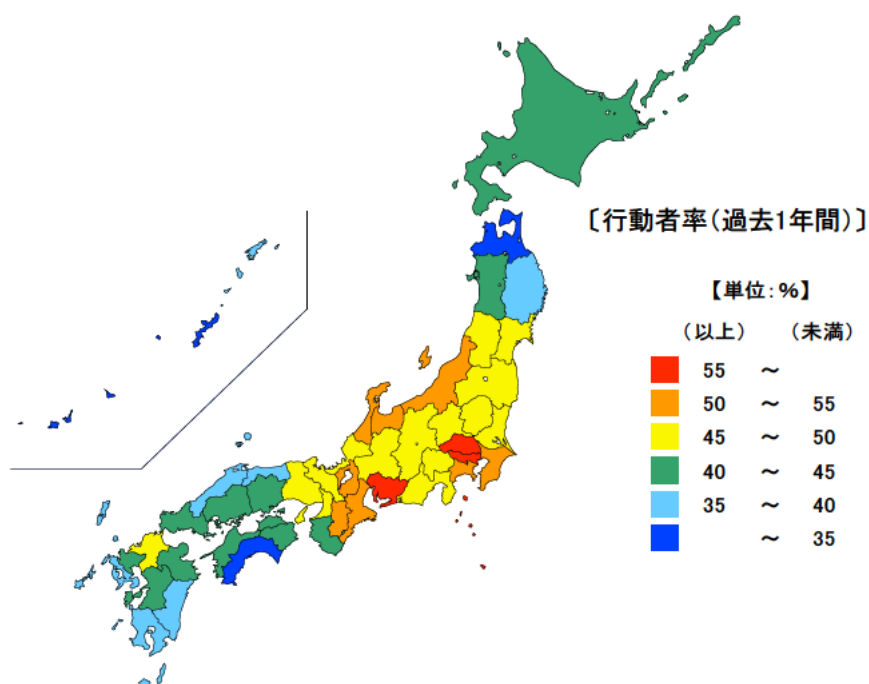 〔行動者率(過去1年間)〕
【単位:%】
(以上) (未満)
55 ～
50 ～ 55
45 ～ 50
40 ～ 45
35 ～ 40
～ 35